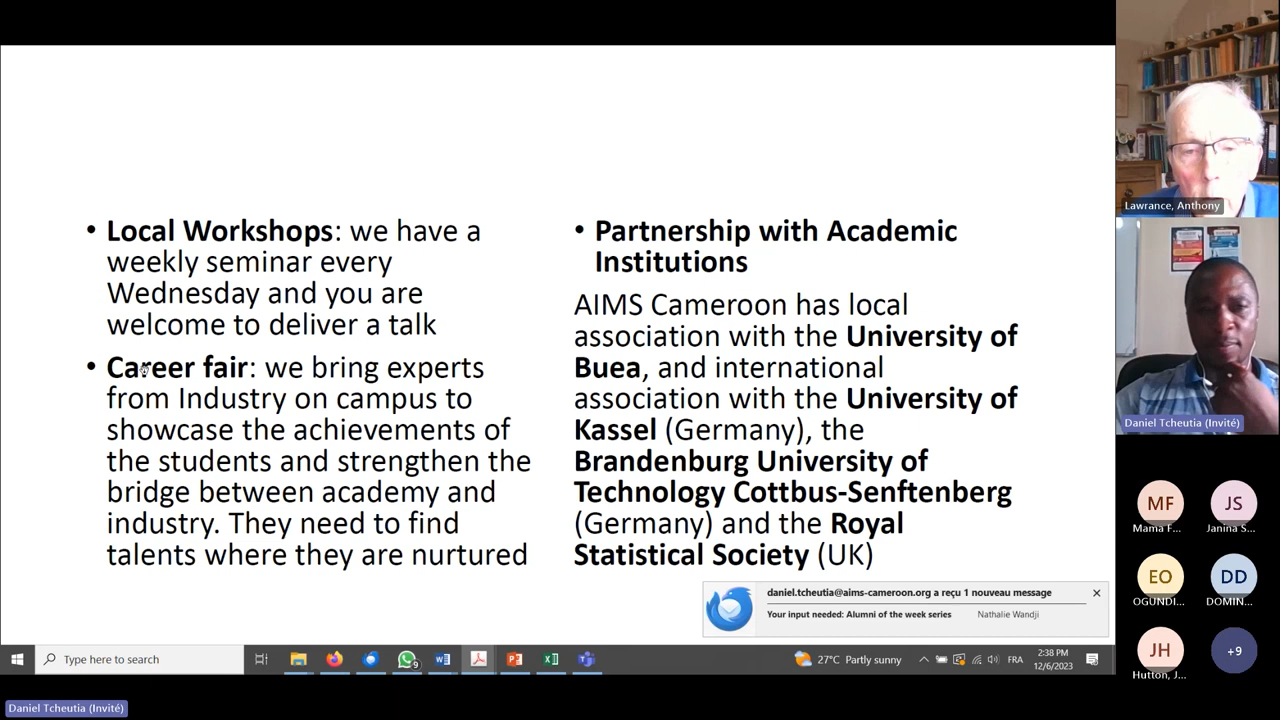 • Local Workshops: we have a
weekly seminar every
Wednesday and you are
welcome to deliver a talk
• Career fair: we bring experts
from Industry on campus to
showcase the achievements of
the students and strengthen the
bridge between academy and
industry. They need to find
talents where they are nurtured
• Partnership with Academic
Institutions
AIMS Cameroon has local
association with the University of
Buea, and international
association with the University of
Kassel (Germany), the
Brandenburg University of
Technology Cottbus-Senftenberg
(Germany) and the Royal
Statistical Society (UK)
daniel.tcheutia@aims-cameroon.org a reçu 1 nouveau message
Your input needed: Alumni of the week series Nathalie Wandji
Type here to search
9
27°C Partly sunny
FRA
2:38 PM
12/6/2023
Lawrance, Anthony
Daniel Tcheutia (Invité)
MF
Mama F...
JS
Janina S...
EO
OGUNDI...
DD
DOMIN...
JH
Hutton, J...
+9
Daniel Tcheutia (Invité)